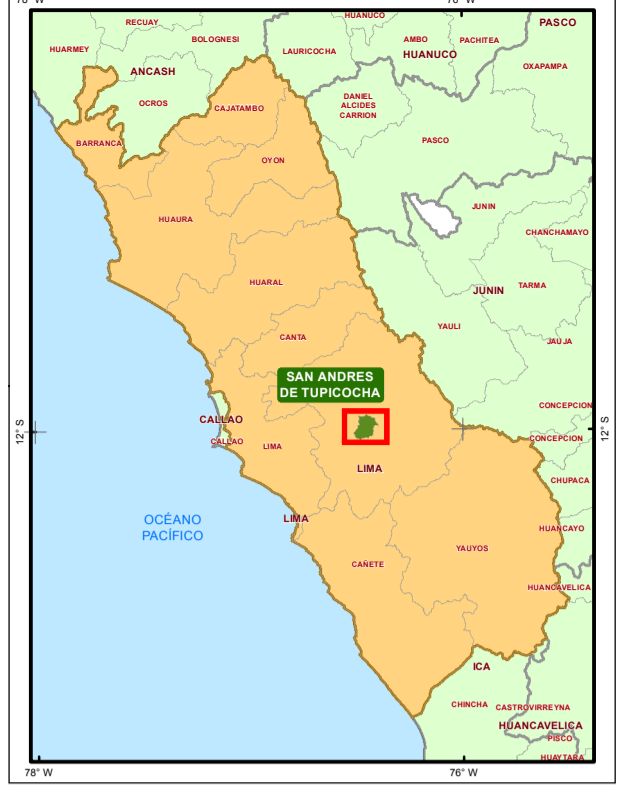 78° W
76° W
HUANUCO
RECUAY
PASCO
BOLOGNESI
AMBO
PACHITEA
HUARMEY
LAURICOCHA
HUANUCO
OXAPAMPA
ANCASH
DANIEL
ALCIDES
CARRION
OCROS
CAJATAMBO
BARRANCA
PASCO
OYON
JUNIN
HUAURA
CHANCHAMAYO
HUARAL
JUNIN
TARMA
YAULI
CANTA
JAUJA
SAN ANDRES
DE TUPICOCHA
CONCEPCION
CALLAO
12° S
12° S
CALLAO
LIMA
CONCEPCION
LIMA
CHUPACA
OCÉANO
PACÍFICO
LIMA
HUANCAYO
YAUYOS
CAÑETE
HUANCAVELICA
ICA
CHINCHA
CASTROVIRREYNA
HUANCAVELICA
PISCO
HUAYTARA
78° W
76° W